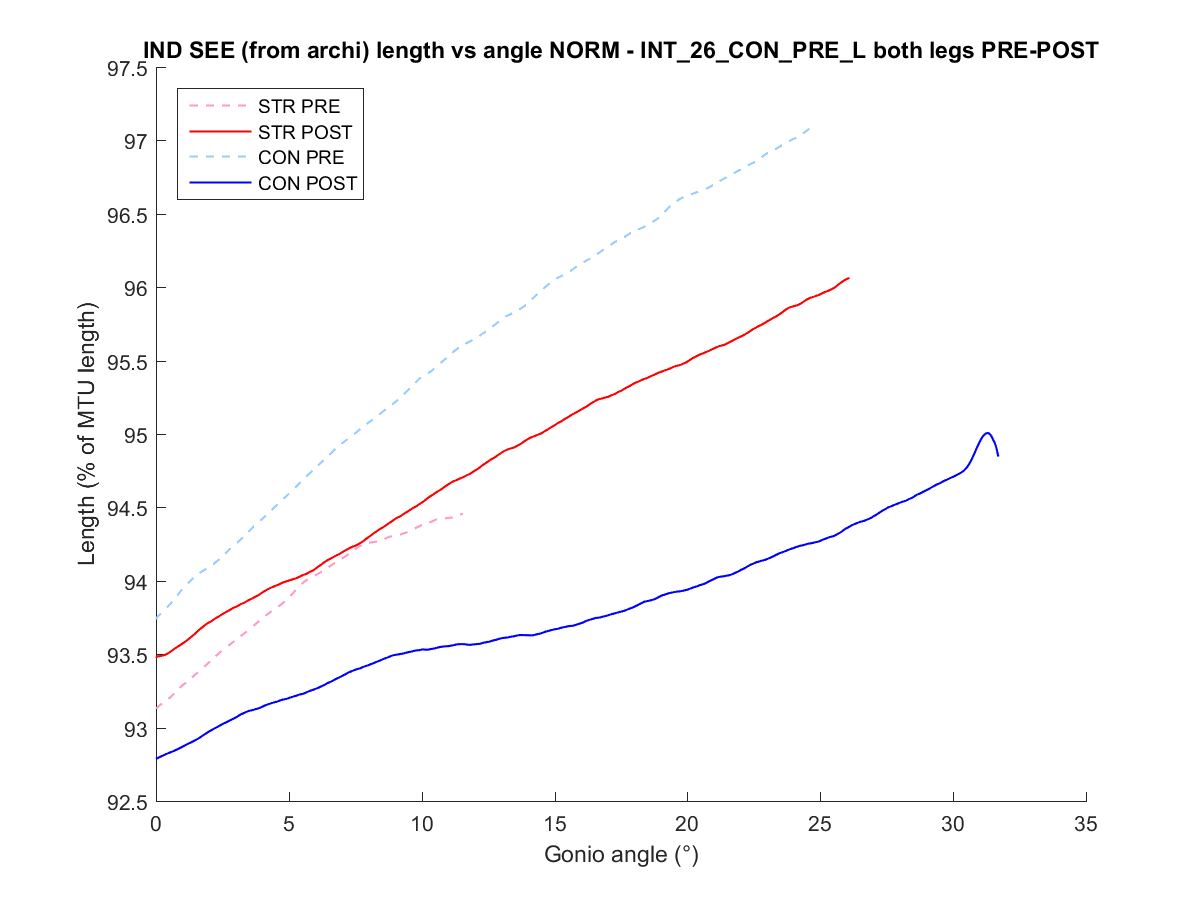 IND SEE (from archi) length vs angle NORM - INT_26_CON_PRE_L both legs PRE-POST
97.5
97
96.5
96
95.5
95
94.5
94
93.5
93
92.5
Length (% of MTU length)
STR PRE
STR POST
CON PRE
CON POST
0 5 10 15 20 25 30 35
Gonio angle (°)